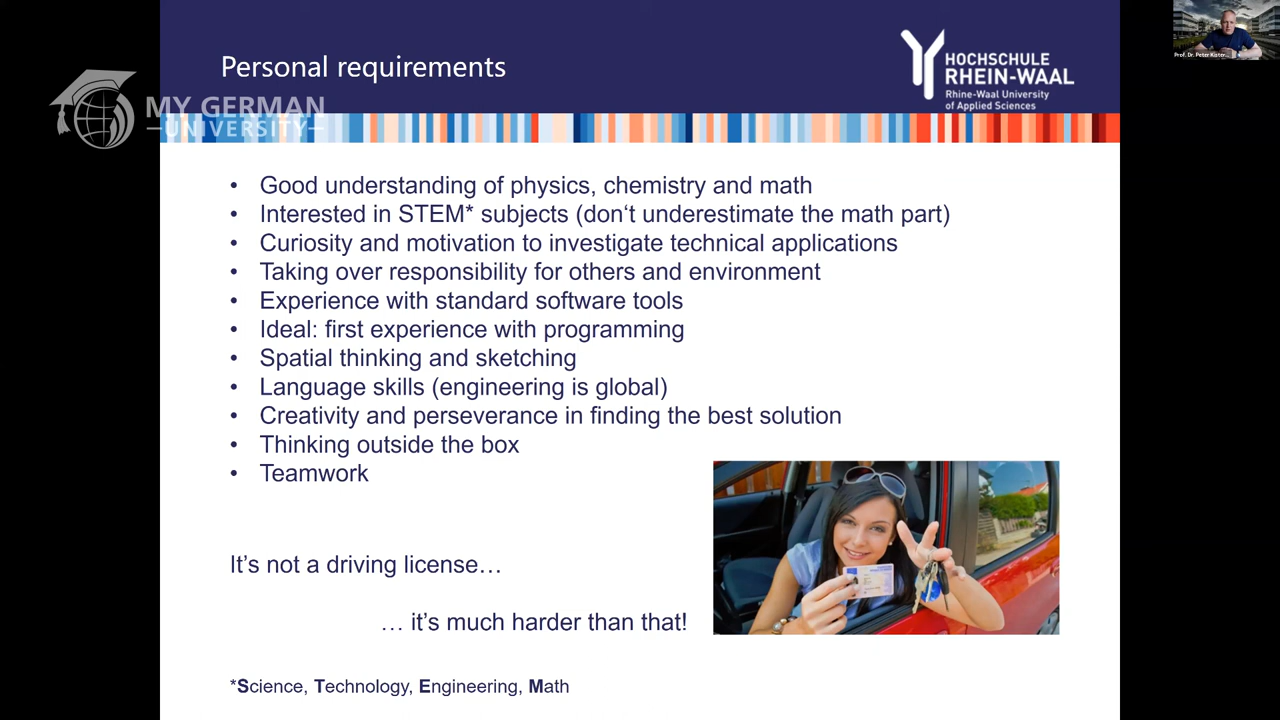 Personal requirements
HOCHSCHULE
RHEIN-WAAL
Rhine-Waal University
of Applied Sciences
MY GERMAN
UNIVERSITY
Prof. Dr. Peter
• Good understanding of physics, chemistry and math
• Interested in STEM* subjects (don‘t underestimate the math part)
• Curiosity and motivation to investigate technical applications
• Taking over responsibility for others and environment
• Experience with standard software tools
• Ideal: first experience with programming
• Spatial thinking and sketching
• Language skills (engineering is global)
• Creativity and perseverance in finding the best solution
• Thinking outside the box
• Teamwork
It’s not a driving license…
… it’s much harder than that!
*Science, Technology, Engineering, Math